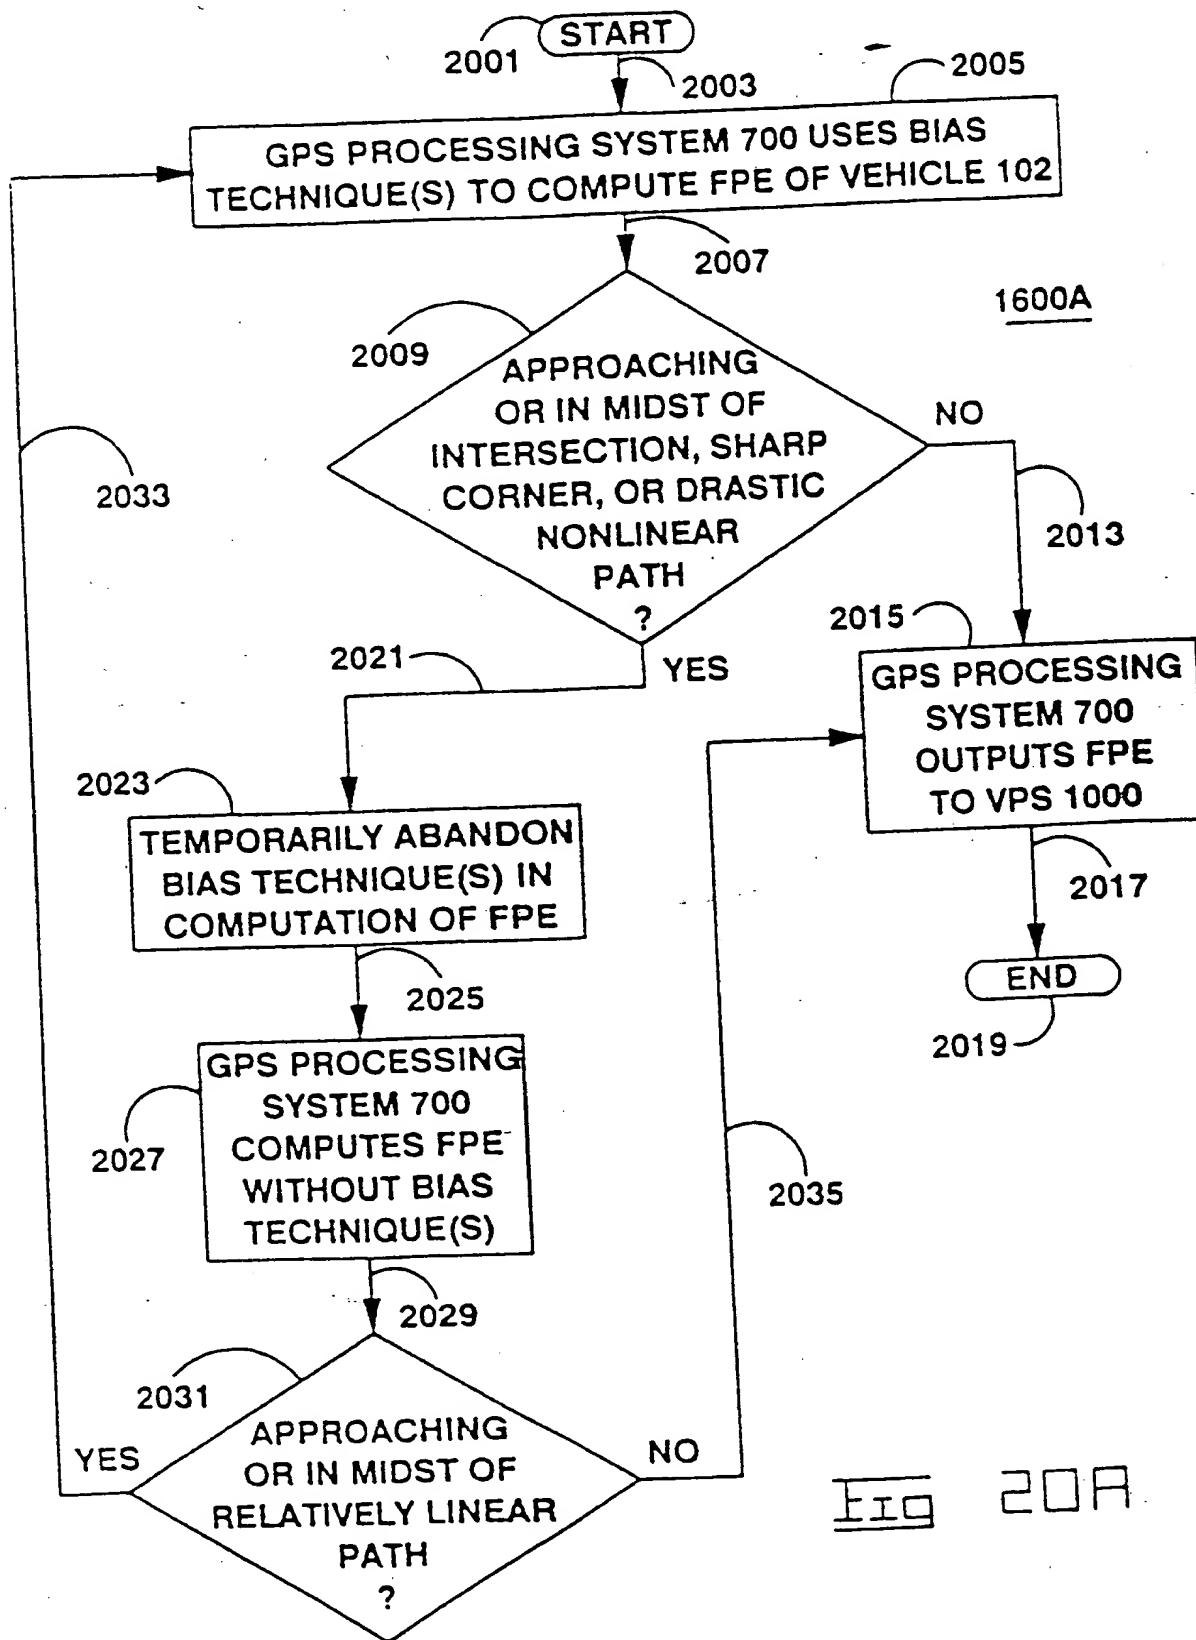 START
2001
2003
2005
GPS PROCESSING SYSTEM 700 USES BIAS
TECHNIQUE(S) TO COMPUTE FPE OF VEHICLE 102
2007
1600A
2009
APPROACHING
OR IN MIDST OF
INTERSECTION, SHARP
CORNER, OR DRASTIC
NONLINEAR
PATH
?
NO
2033
2013
2015
2021
YES
GPS PROCESSING
SYSTEM 700
OUTPUTS FPE
TO VPS 1000
2023
TEMPORARILY ABANDON
BIAS TECHNIQUE(S) IN
COMPUTATION OF FPE
2017
END
2025
2019
GPS PROCESSING
SYSTEM 700
COMPUTES FPE
WITHOUT BIAS
TECHNIQUE(S)
2027
2035
2029
2031
APPROACHING
OR IN MIDST OF
RELATIVELY LINEAR
PATH
?
YES
NO
Fig 20A